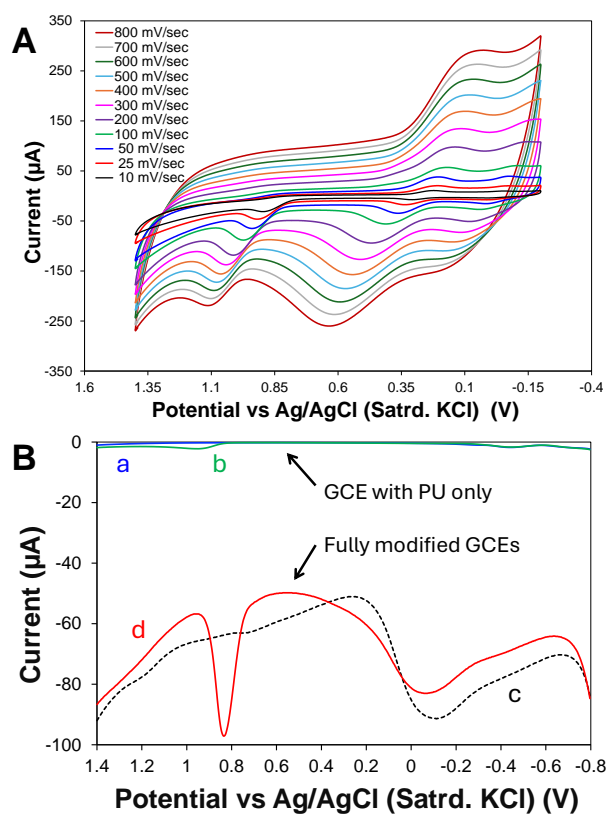 A
800 mV/sec
700 mV/sec
600 mV/sec
500 mV/sec
400 mV/sec
300 mV/sec
200 mV/sec
100 mV/sec
50 mV/sec
25 mV/sec
10 mV/sec
350
250
150
50
-50
-150
-250
-350
Current (µA)
1.6 1.35 1.1 0.85 0.6 0.35 0.1 -0.15 -0.4
Potential vs Ag/AgCl (Satrd. KCl) (V)
B
0
-20
-40
-60
-80
-100
Current (µA)
a
b
GCE with PU only
Fully modified GCEs
d
c
1.4 1.2 1 0.8 0.6 0.4 0.2 0 -0.2 -0.4 -0.6 -0.8
Potential vs Ag/AgCl (Satrd. KCl) (V)